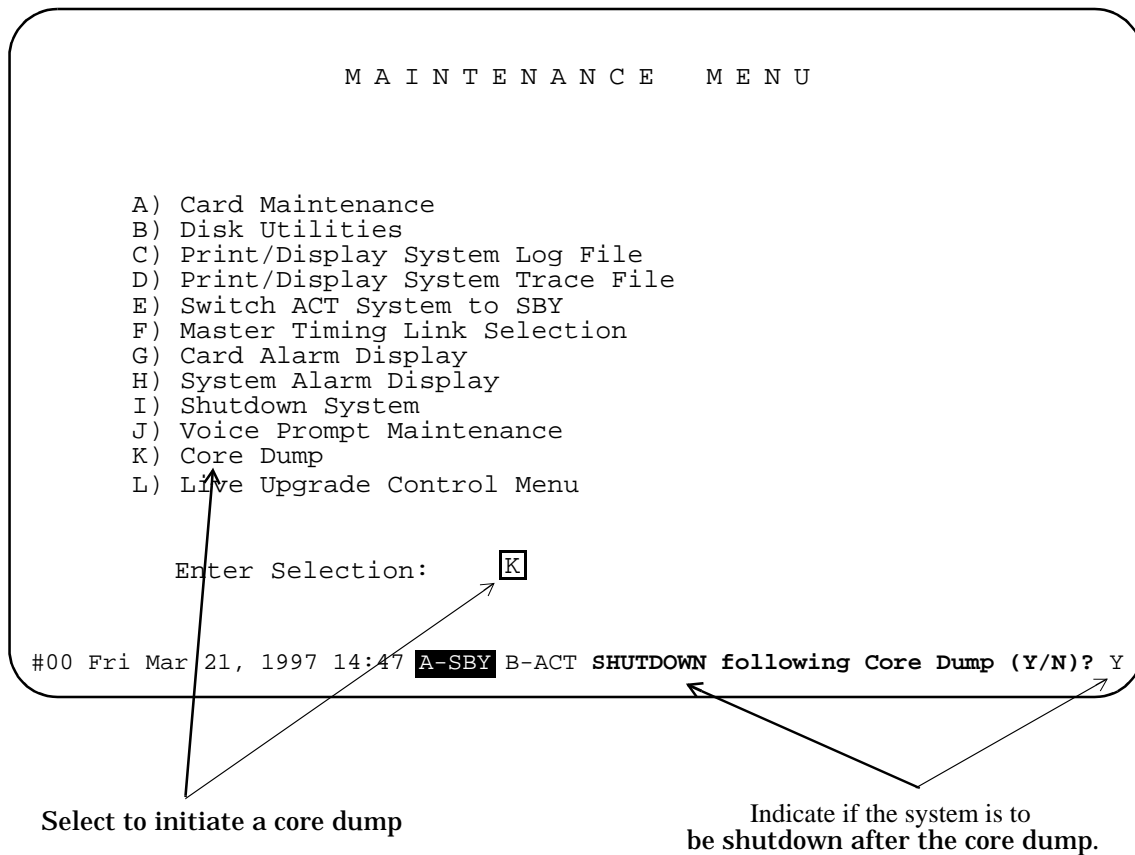 M A I N T E N A N C E   M E N U
A) Card Maintenance
B) Disk Utilities
C) Print/Display System Log File
D) Print/Display System Trace File
E) Switch ACT System to SBY
F) Master Timing Link Selection
G) Card Alarm Display
H) System Alarm Display
I) Shutdown System
J) Voice Prompt Maintenance
K) Core Dump
L) Live Upgrade Control Menu
Enter Selection: K
#00 Fri Mar 21, 1997 14:47 A-SBY B-ACT SHUTDOWN following Core Dump (Y/N)? Y
Select to initiate a core dump
Indicate if the system is to
be shutdown after the core dump.